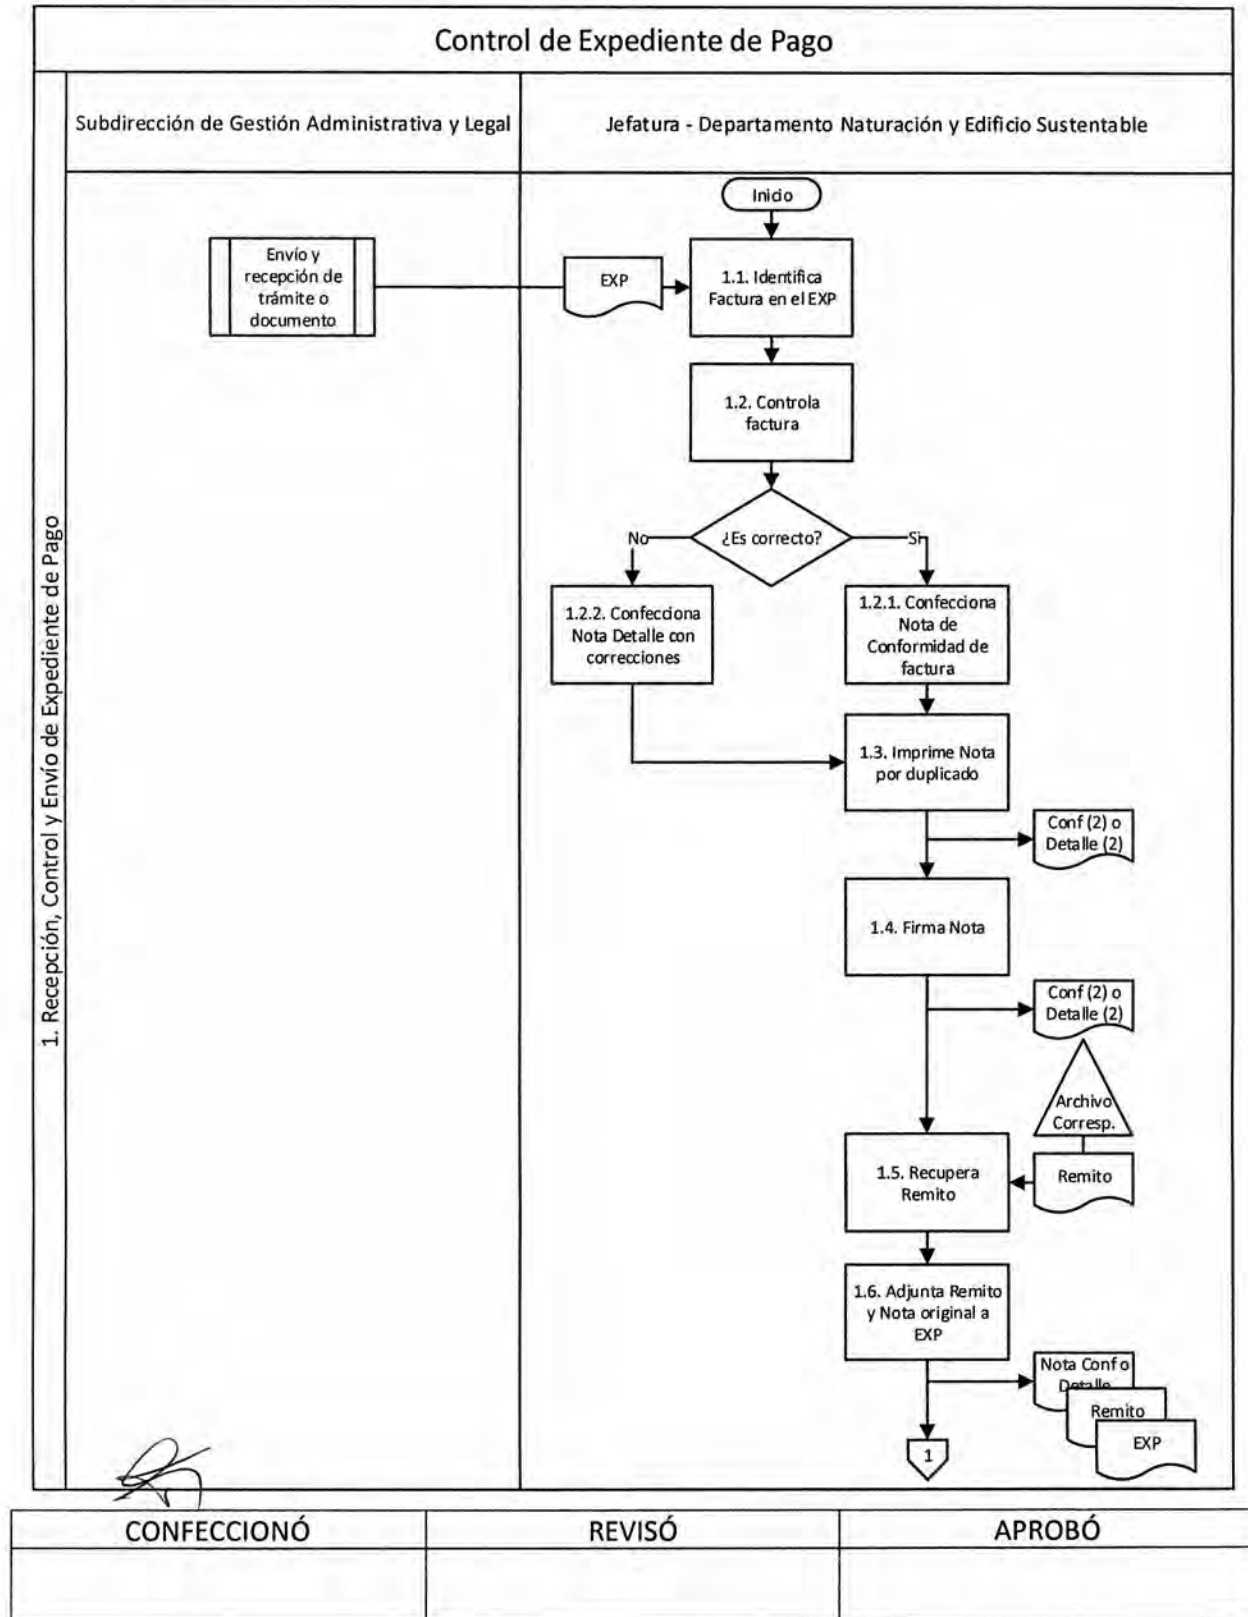 Control de Expediente de Pago
Subdirección de Gestión Administrativa y Legal
Jefatura - Departamento Naturación y Edificio Sustentable
1. Recepción, Control y Envío de Expediente de Pago
Inicio
Envío y
recepción de
trámite o
documento
EXP
1.1. Identifica
Factura en el EXP
1.2. Controla
factura
¿Es correcto?
No
Si
1.2.2. Confecciona
Nota Detalle con
correcciones
1.2.1. Confecciona
Nota de
Conformidad de
factura
1.3. Imprime Nota
por duplicado
Conf (2) o
Detalle (2)
1.4. Firma Nota
Conf (2) o
Detalle (2)
Archivo
Corresp.
1.5. Recupera
Remito
Remito
1.6. Adjunta Remito
y Nota original a
EXP
Nota Conf o
Detalle
Remito
EXP
1
CONFECCIONÓ
REVISÓ
APROBÓ